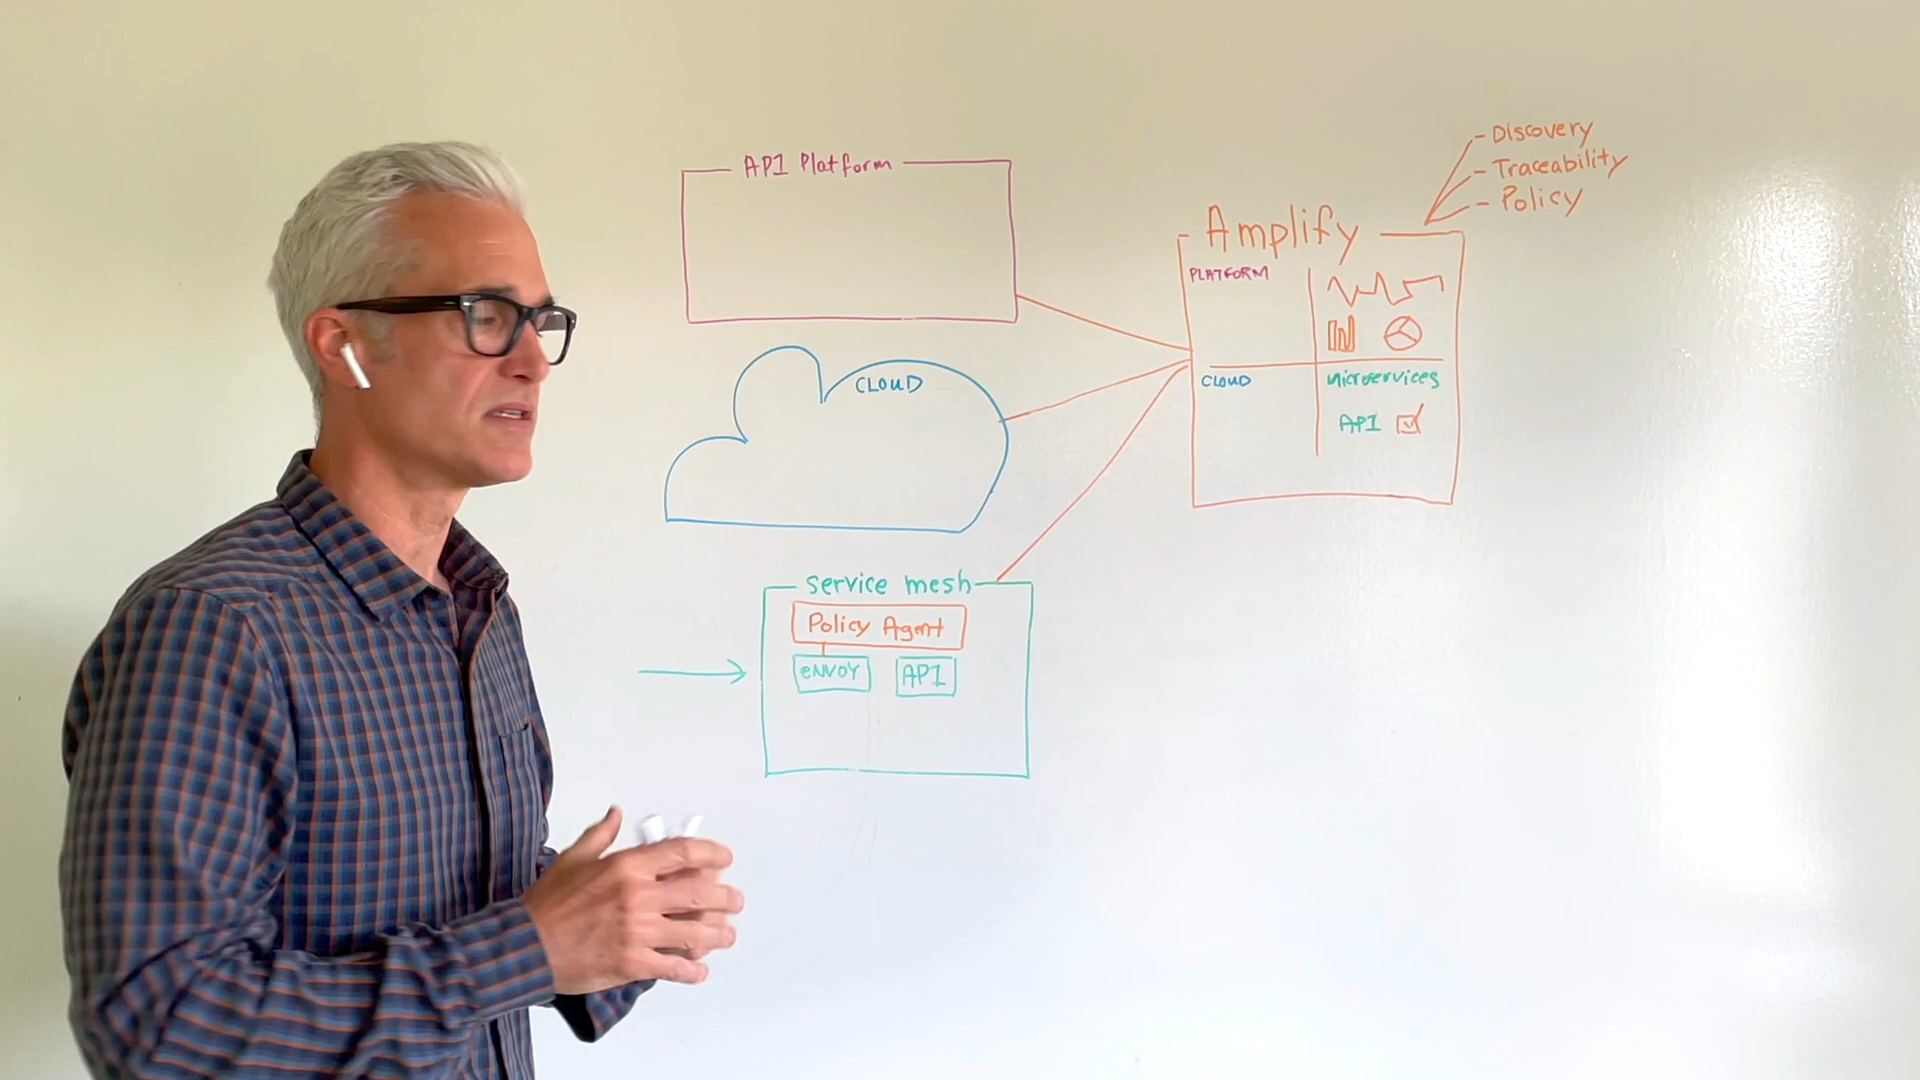 API Platform
CLOUD
service mesh
Policy Agent
eNVOY
API
- Discovery
- Traceability
- Policy
Amplify
PLATFORM
CLOUD
Microservices
API